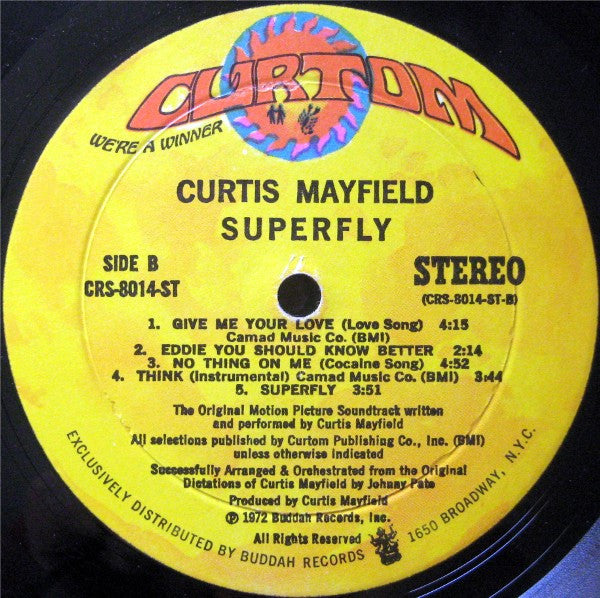 CURTOM
WE'RE A WINNER
CURTIS MAYFIELD
SUPERFLY
SIDE B
CRS-8014-ST
STEREO
(CRS-8014-ST-B)
1. GIVE ME YOUR LOVE (Love Song) 4:15
Camad Music Co. (BMI)
2. EDDIE YOU SHOULD KNOW BETTER 2:14
3. NO THING ON ME (Cocaine Song) 4:52
4. THINK (Instrumental) Camad Music Co. (BMI) 3:44
5. SUPERFLY 3:51
The Original Motion Picture Soundtrack written
and performed by Curtis Mayfield
All selections published by Curtom Publishing Co., Inc. (BMI)
unless otherwise indicated
Successfully Arranged & Orchestrated from the Original
Dictations of Curtis Mayfield by Johnny Pate
Produced by Curtis Mayfield
℗ 1972 Buddah Records, Inc.
All Rights Reserved
EXCLUSIVELY DISTRIBUTED BY BUDDAH RECORDS 1650 BROADWAY, N.Y.C.